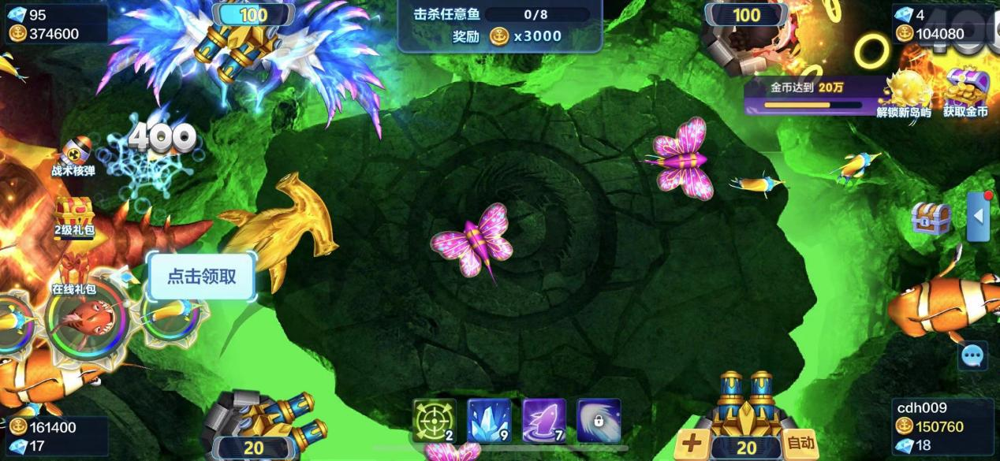 95
374600
100
击杀任意鱼 0/8
奖励 x3000
100
4
104080
400
金币达到 20万
解锁新岛屿
获取金币
400
战术核弹
2级礼包
点击领取
在线礼包
161400
17
20
2
9
7
20
自动
cdh009
150760
18